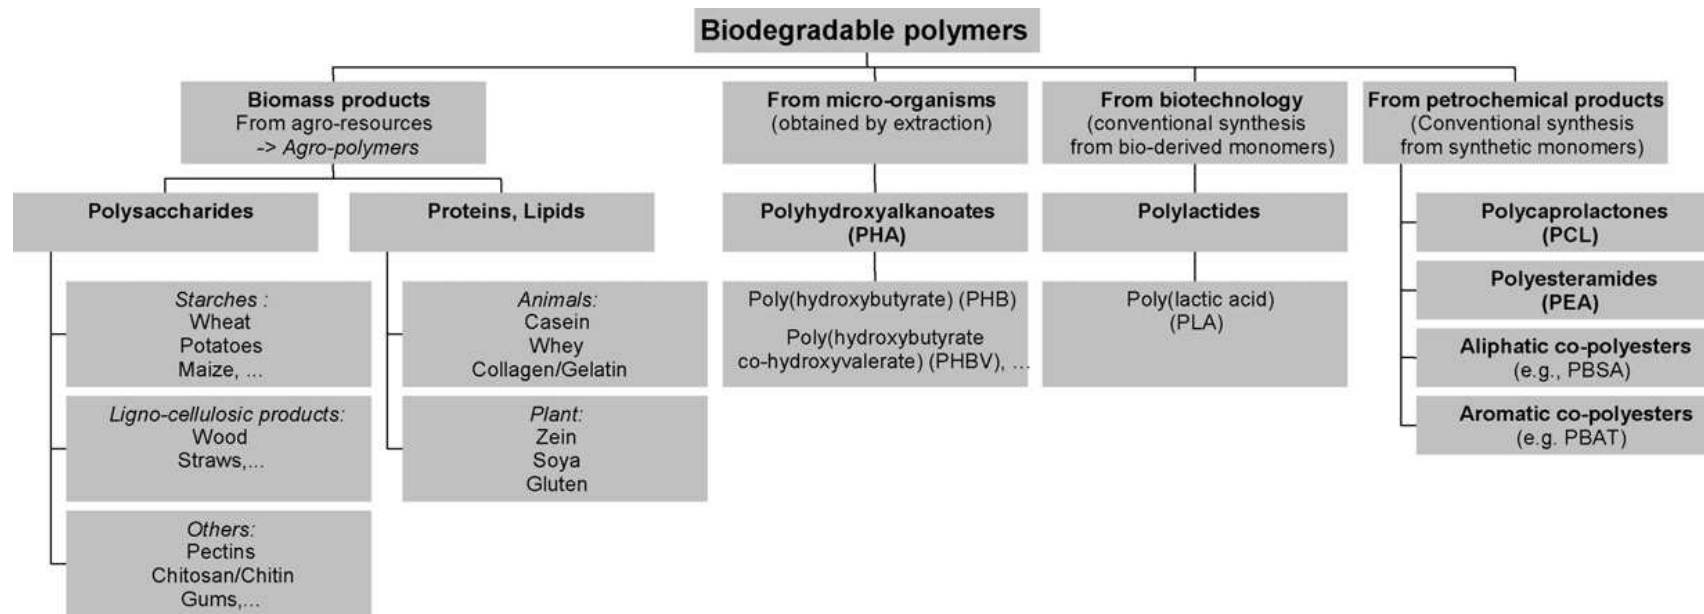 Biodegradable polymers
Biomass products
From agro-resources
-> Agro-polymers
From micro-organisms
(obtained by extraction)
From biotechnology
(conventional synthesis
from bio-derived monomers)
From petrochemical products
(Conventional synthesis
from synthetic monomers)
Polysaccharides
Proteins, Lipids
Polyhydroxyalkanoates
(PHA)
Polylactides
Polycaprolactones
(PCL)
Starches :
Wheat
Potatoes
Maize, ...
Animals:
Casein
Whey
Collagen/Gelatin
Poly(hydroxybutyrate) (PHB)
Poly(hydroxybutyrate
co-hydroxyvalerate) (PHBV), ...
Poly(lactic acid)
(PLA)
Polyesteramides
(PEA)
Aliphatic co-polyesters
(e.g., PBSA)
Aromatic co-polyesters
(e.g. PBAT)
Ligno-cellulosic products:
Wood
Straws,...
Plant:
Zein
Soya
Gluten
Others:
Pectins
Chitosan/Chitin
Gums,...